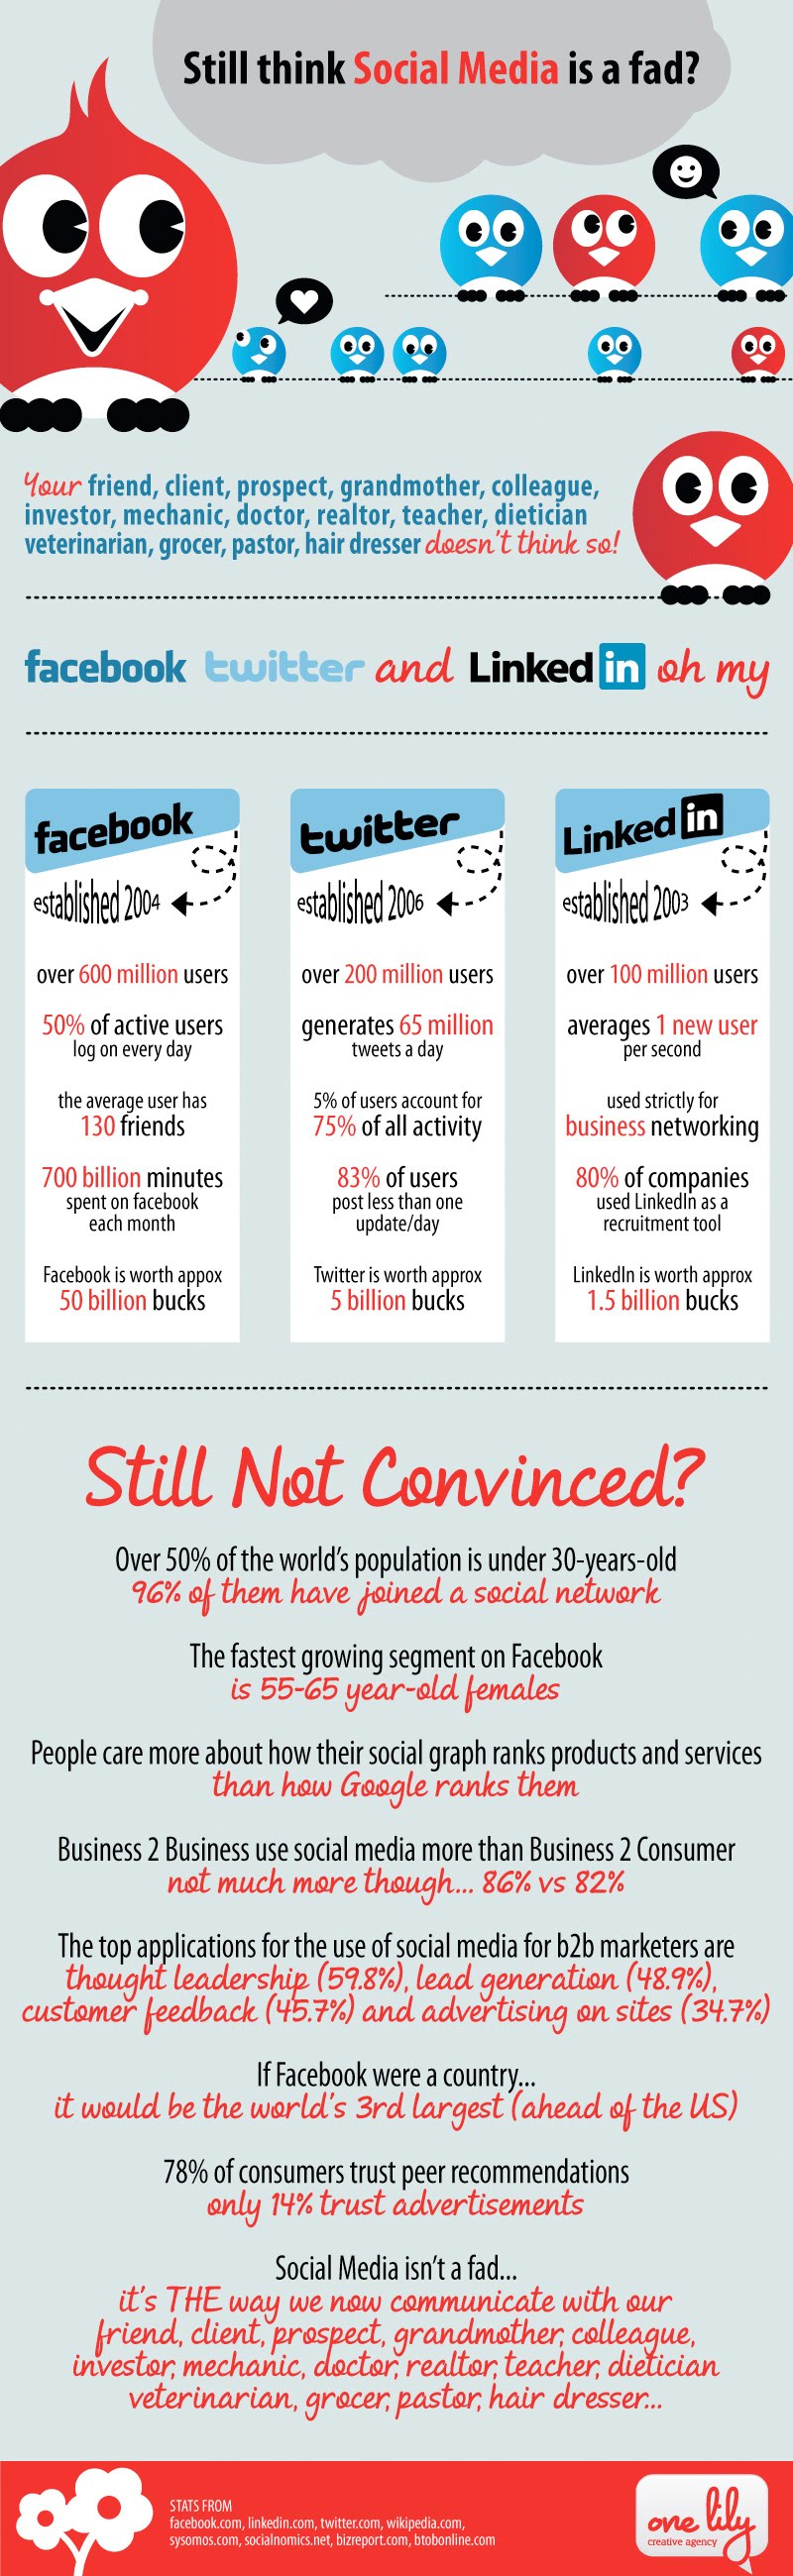 Still think Social Media is a fad?
Your friend, client, prospect, grandmother, colleague,
investor, mechanic, doctor, realtor, teacher, dietician
veterinarian, grocer, pastor, hair dresser doesn't think so!
facebook twitter and Linked in oh my
facebook
established 2004
over 600 million users
50% of active users
log on every day
the average user has
130 friends
700 billion minutes
spent on facebook
each month
Facebook is worth appox
50 billion bucks
twitter
established 2006
over 200 million users
generates 65 million
tweets a day
5% of users account for
75% of all activity
83% of users
post less than one
update/day
Twitter is worth approx
5 billion bucks
Linked in
established 2003
over 100 million users
averages 1 new user
per second
used strictly for
business networking
80% of companies
used LinkedIn as a
recruitment tool
LinkedIn is worth approx
1.5 billion bucks
Still Not Convinced?
Over 50% of the world's population is under 30-years-old
96% of them have joined a social network
The fastest growing segment on Facebook
is 55-65 year-old females
People care more about how their social graph ranks products and services
than how Google ranks them
Business 2 Business use social media more than Business 2 Consumer
not much more though... 86% vs 82%
The top applications for the use of social media for b2b marketers are
thought leadership (59.8%), lead generation (48.9%),
customer feedback (45.7%) and advertising on sites (34.7%)
If Facebook were a country...
it would be the world's 3rd largest (ahead of the US)
78% of consumers trust peer recommendations
only 14% trust advertisements
Social Media isn't a fad...
it's THE way we now communicate with our
friend, client, prospect, grandmother, colleague,
investor, mechanic, doctor, realtor, teacher, dietician
veterinarian, grocer, pastor, hair dresser...
STATS FROM
facebook.com, linkedin.com, twitter.com, wikipedia.com,
sysomos.com, socialnomics.net, bizreport.com, btobonline.com
one lily
creative agency